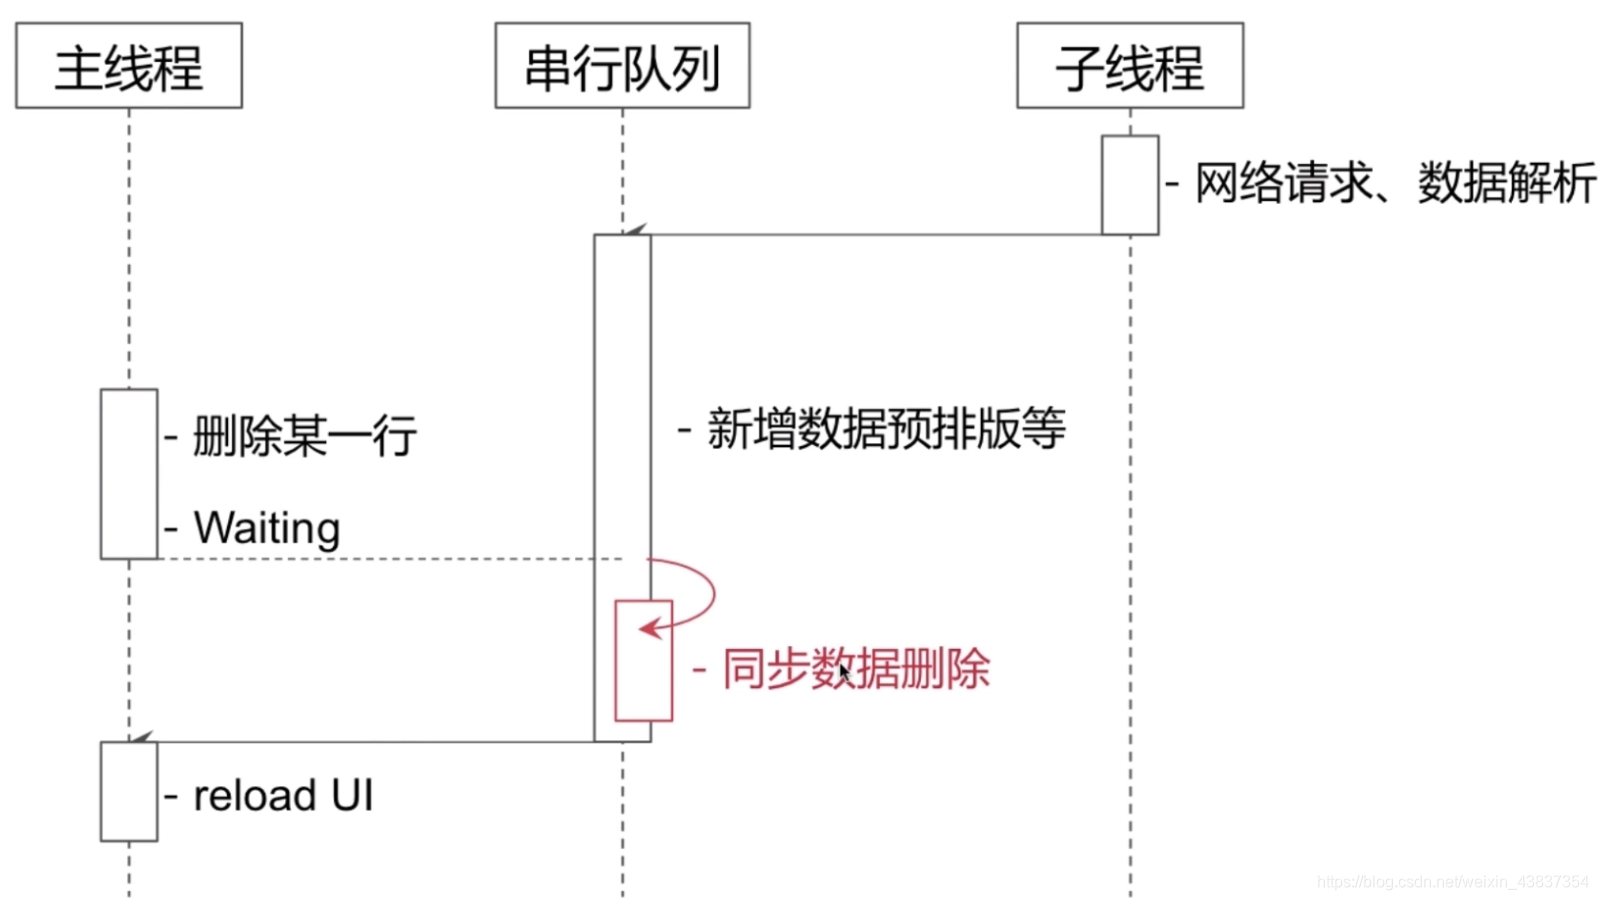 主线程
串行队列
子线程
- 网络请求、数据解析
- 删除某一行
- 新增数据预排版等
- Waiting
- 同步数据删除
- reload UI
https://blog.csdn.net/weixin_43837354